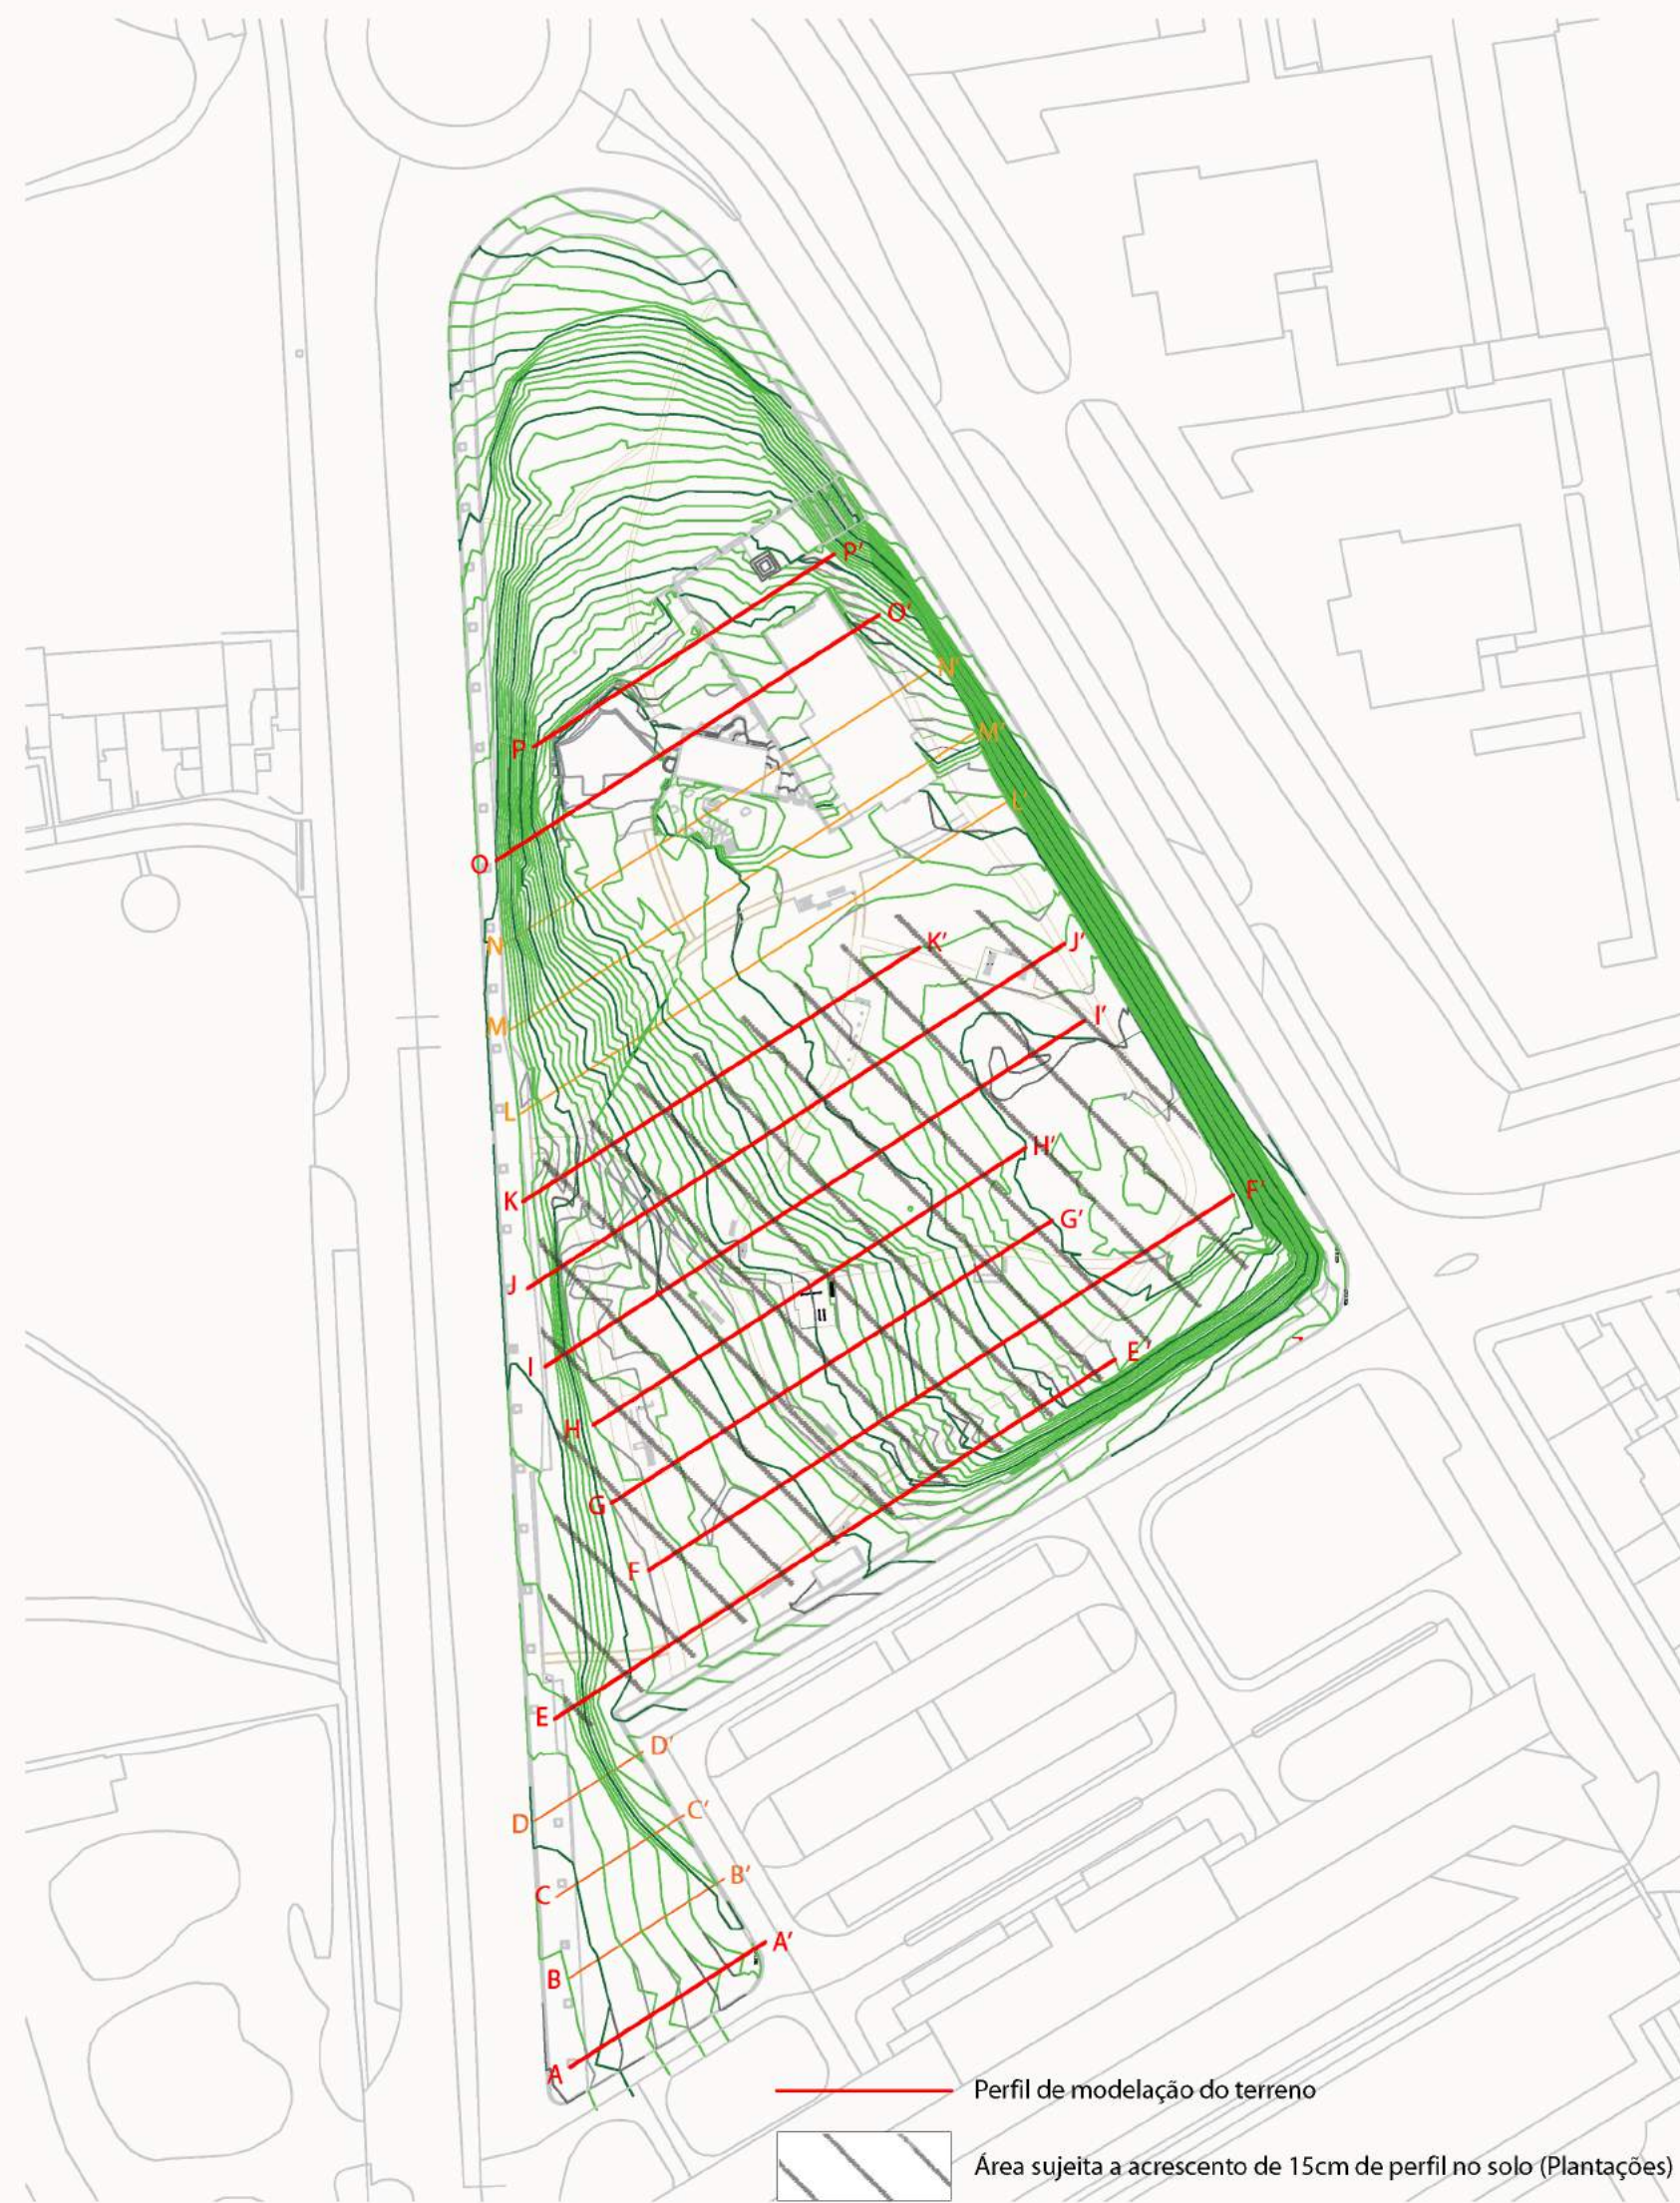 P'
O'
N'
M'
P
L'
O
K'
J'
N
I'
M
L
H'
F'
K
G'
J
E'
I
H
G
F
E
D'
C'
D
B'
C
A'
B
A
Perfil de modelação do terreno
Área sujeita a acrescento de 15cm de perfil no solo (Plantações)